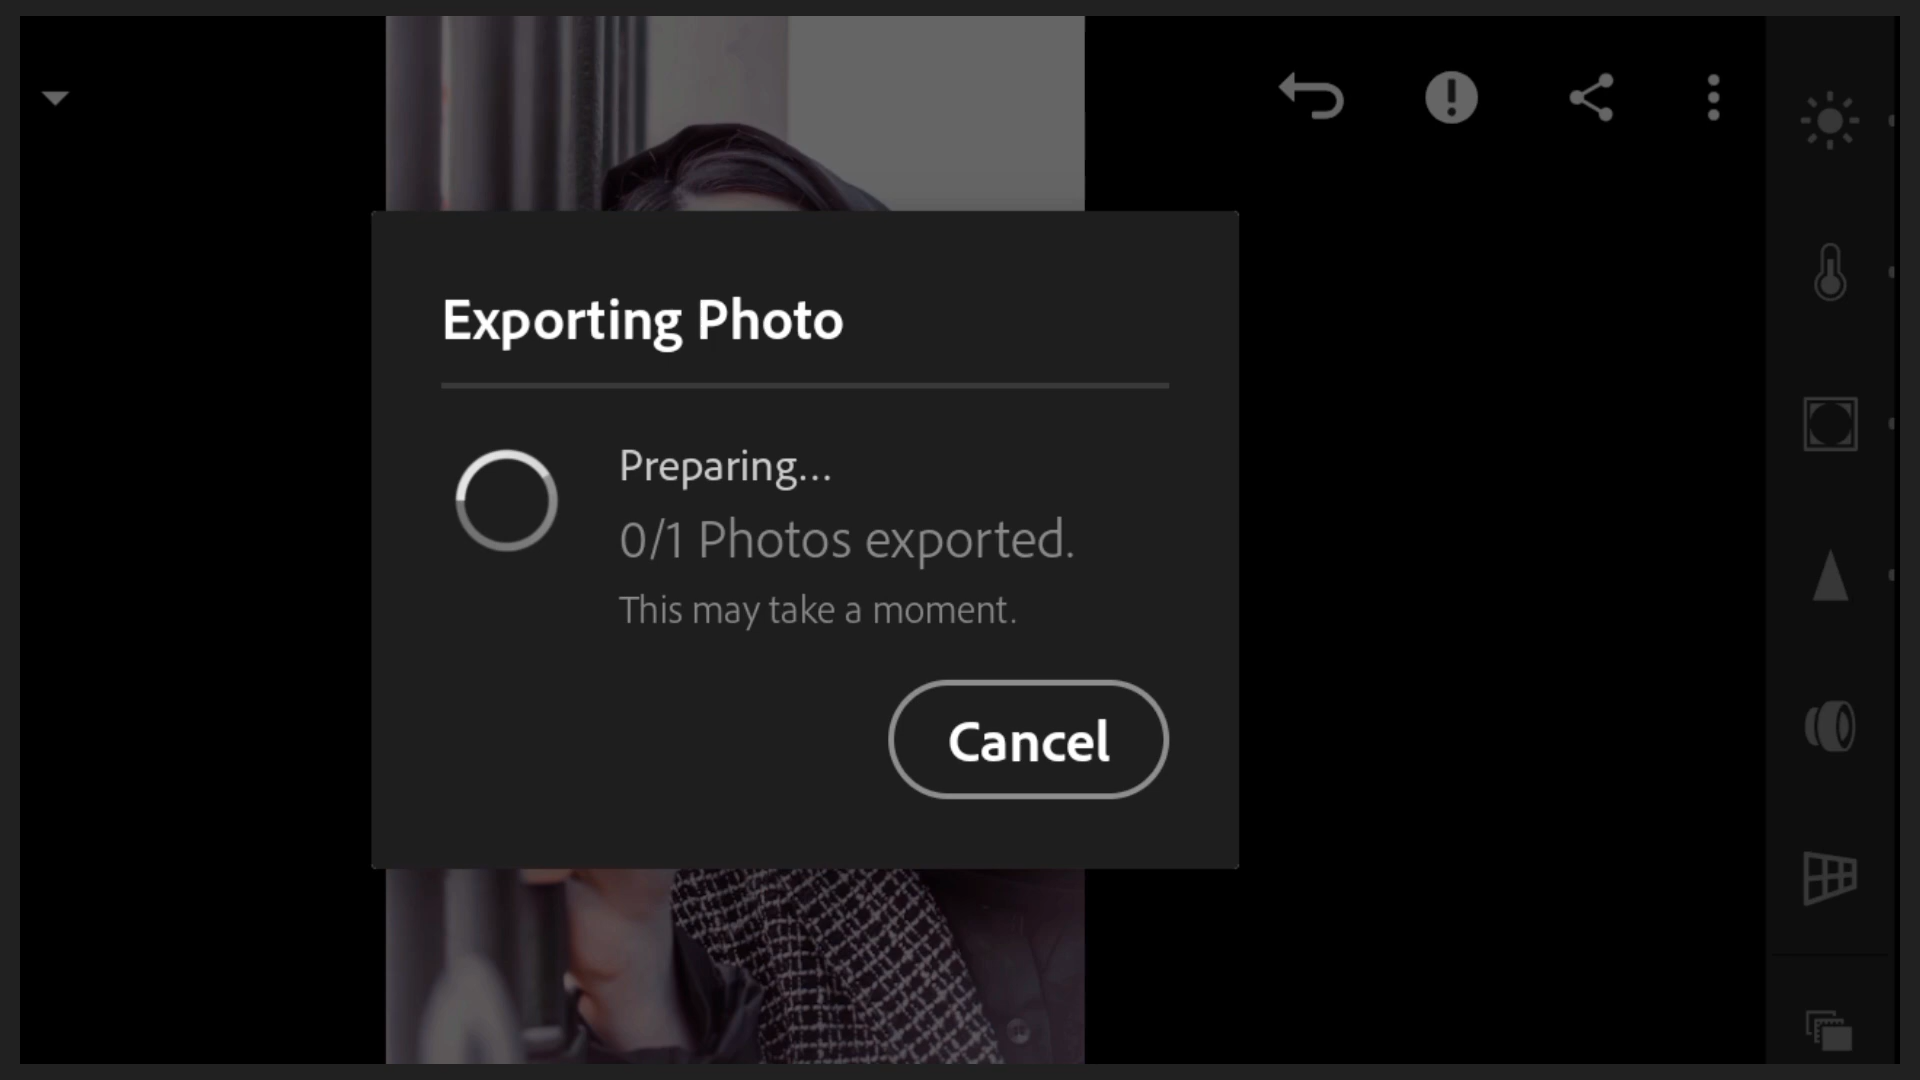 Exporting Photo
Preparing...
0/1 Photos exported.
This may take a moment.
Cancel